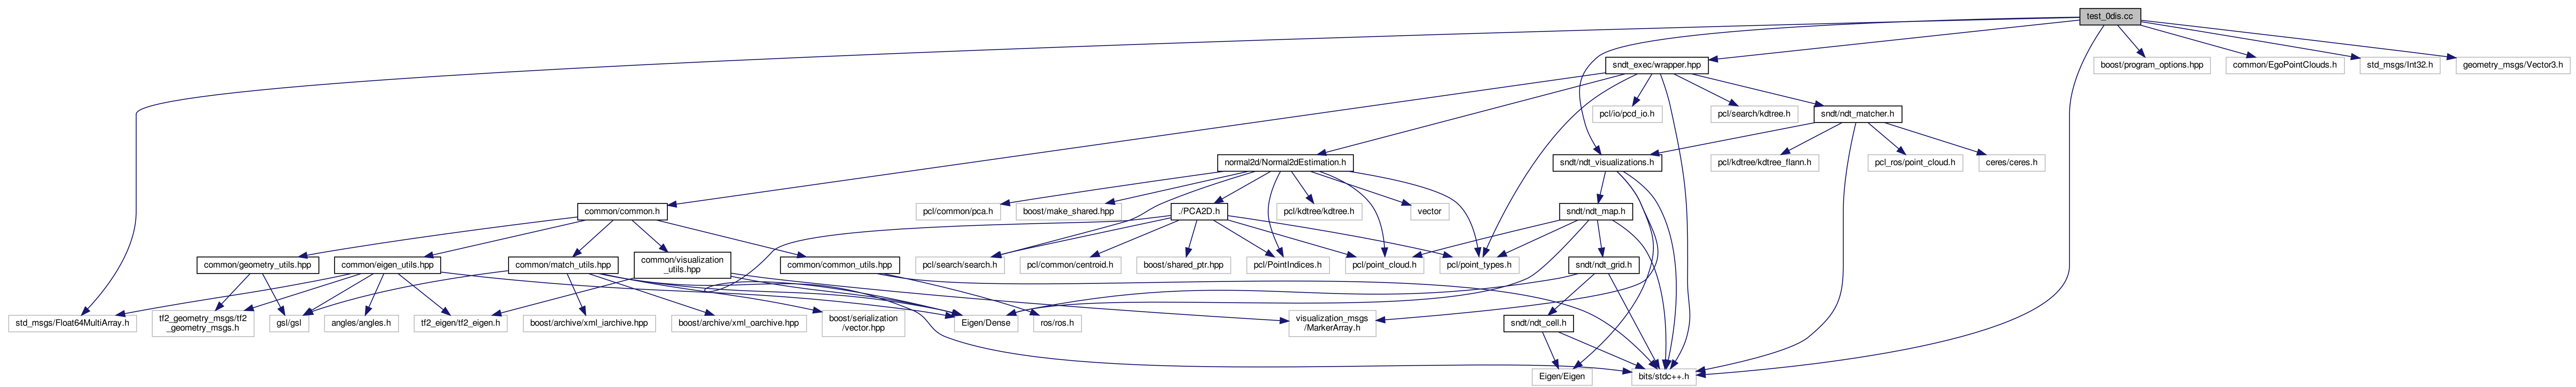 test_0dis.cc
sndt_exec/wrapper.hpp
boost/program_options.hpp
common/EgoPointClouds.h
std_msgs/Int32.h
geometry_msgs/Vector3.h
pcl/io/pcd_io.h
pcl/search/kdtree.h
sndt/ndt_matcher.h
normal2d/Normal2dEstimation.h
sndt/ndt_visualizations.h
pcl/kdtree/kdtree_flann.h
pcl_ros/point_cloud.h
ceres/ceres.h
common/common.h
pcl/common/pca.h
boost/make_shared.hpp
./PCA2D.h
pcl/kdtree/kdtree.h
vector
sndt/ndt_map.h
common/geometry_utils.hpp
common/eigen_utils.hpp
common/match_utils.hpp
common/visualization
_utils.hpp
common/common_utils.hpp
pcl/search/search.h
pcl/common/centroid.h
boost/shared_ptr.hpp
pcl/PointIndices.h
pcl/point_cloud.h
pcl/point_types.h
sndt/ndt_grid.h
std_msgs/Float64MultiArray.h
tf2_geometry_msgs/tf2
_geometry_msgs.h
gsl/gsl
angles/angles.h
tf2_eigen/tf2_eigen.h
boost/archive/xml_iarchive.hpp
boost/archive/xml_oarchive.hpp
boost/serialization
/vector.hpp
Eigen/Dense
ros/ros.h
visualization_msgs
/MarkerArray.h
sndt/ndt_cell.h
Eigen/Eigen
bits/stdc++.h